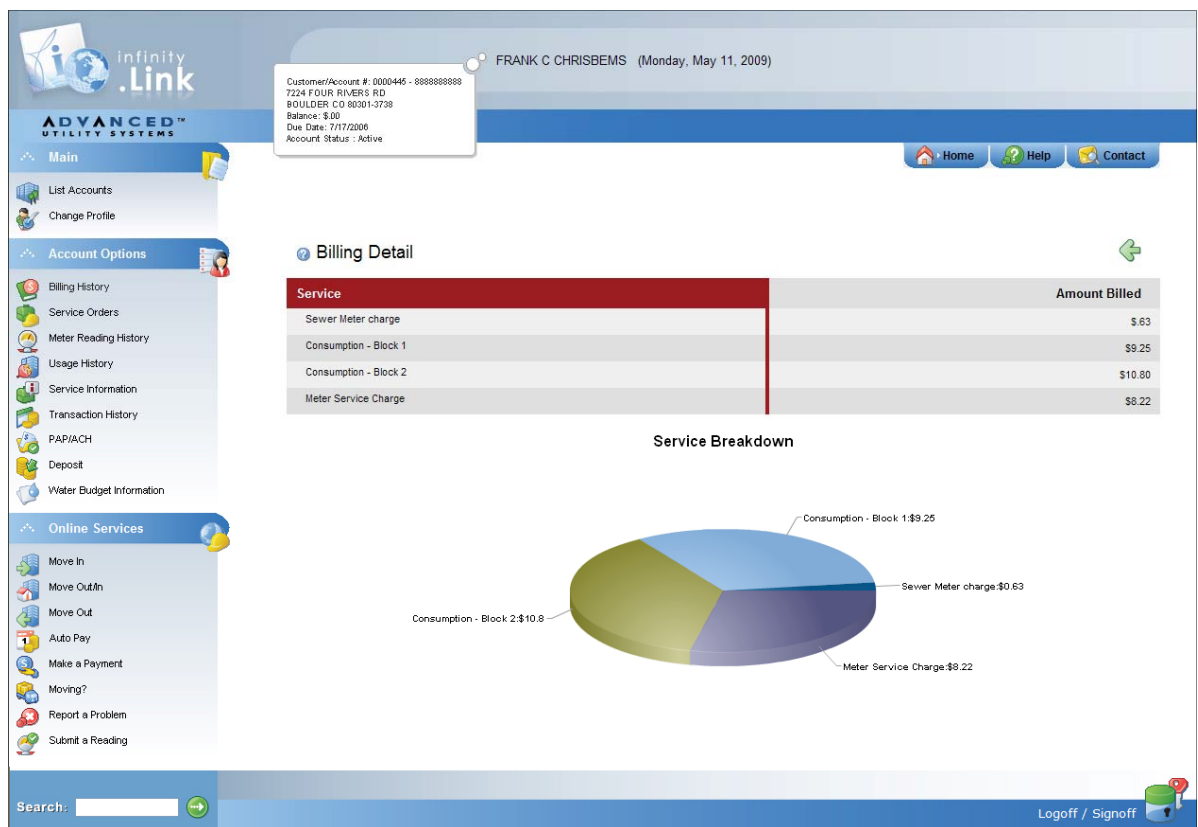 infinity
.Link
ADVANCED™
UTILITY SYSTEMS
FRANK C CHRISBEMS (Monday, May 11, 2009)
Customer/Account #: 0000445 - 8888888888
7224 FOUR RIVERS RD
BOULDER CO 80301-3738
Balance: $.00
Due Date: 7/17/2006
Account Status : Active
Home Help Contact
Main
List Accounts
Change Profile
Account Options
Billing History
Service Orders
Meter Reading History
Usage History
Service Information
Transaction History
PAP/ACH
Deposit
Water Budget Information
Online Services
Move In
Move Out/In
Move Out
Auto Pay
Make a Payment
Moving?
Report a Problem
Submit a Reading
Billing Detail
Service Amount Billed
Sewer Meter charge $.63
Consumption - Block 1 $9.25
Consumption - Block 2 $10.80
Meter Service Charge $8.22
Service Breakdown
Consumption - Block 1:$9.25
Sewer Meter charge:$0.63
Consumption - Block 2:$10.8
Meter Service Charge:$8.22
Search:
Logoff / Signoff